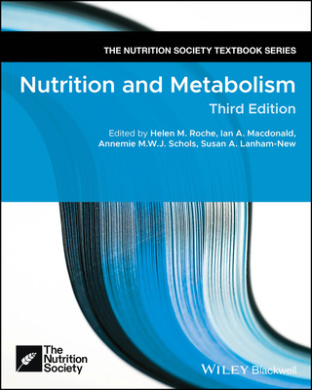 THE NUTRITION SOCIETY TEXTBOOK SERIES
Nutrition and Metabolism
Third Edition
Edited by Helen M. Roche, Ian A. Macdonald,
Annemie M.W.J. Schols, Susan A. Lanham-New
The
Nutrition
Society
WILEY Blackwell